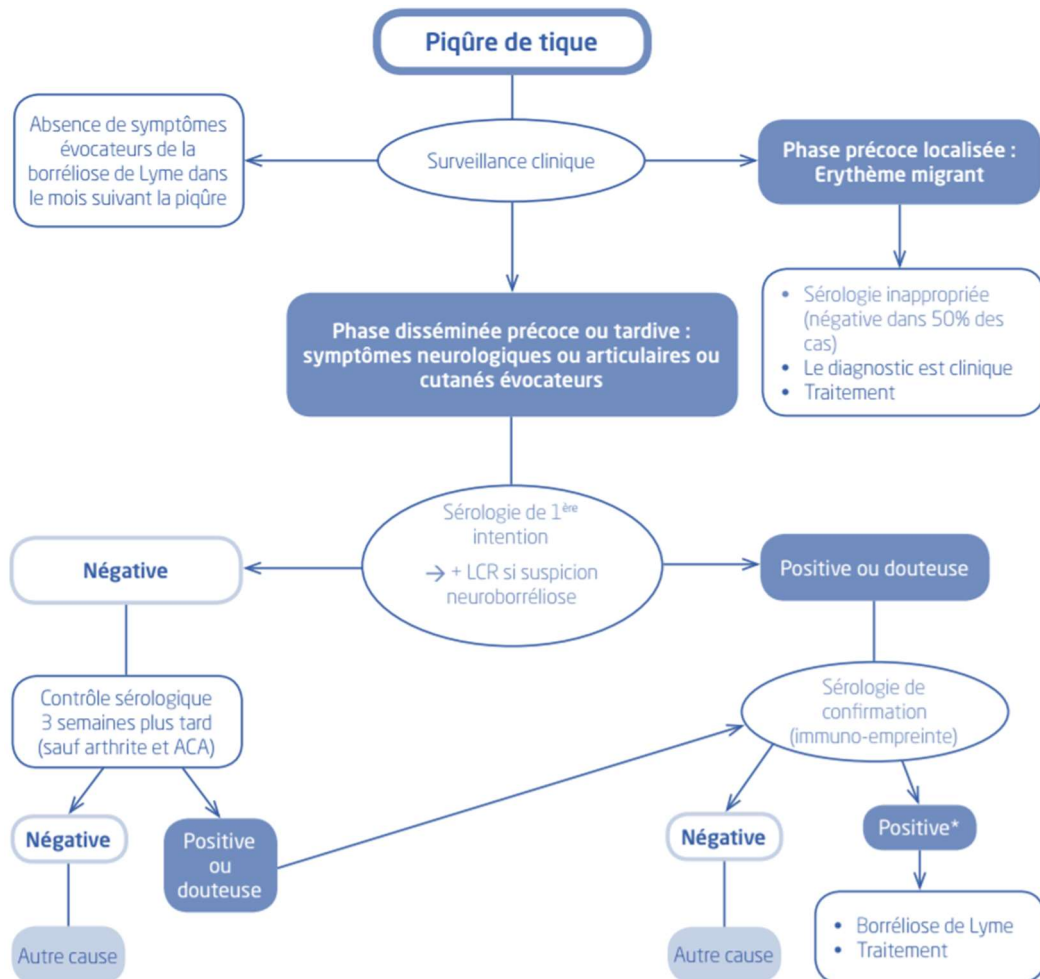 Piqûre de tique
Absence de symptômes
évocateurs de la
borréliose de Lyme dans
le mois suivant la piqûre
Surveillance clinique
Phase précoce localisée :
Erythème migrant
• Sérologie inappropriée
(négative dans 50% des
cas)
• Le diagnostic est clinique
• Traitement
Phase disséminée précoce ou tardive :
symptômes neurologiques ou articulaires ou
cutanés évocateurs
Sérologie de 1ère
intention
→ + LCR si suspicion
neuroborréliose
Négative
Positive ou douteuse
Contrôle sérologique
3 semaines plus tard
(sauf arthrite et ACA)
Sérologie de
confirmation
(immuno-empreinte)
Négative
Positive
ou
douteuse
Négative
Positive*
Autre cause
Autre cause
• Borréliose de Lyme
• Traitement